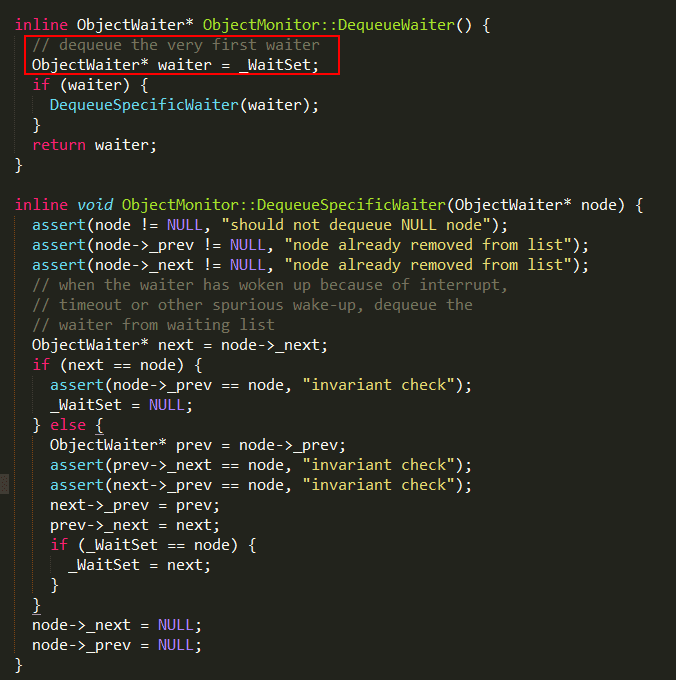 inline ObjectWaiter* ObjectMonitor::DequeueWaiter() {
  // dequeue the very first waiter
  ObjectWaiter* waiter = _WaitSet;
  if (waiter) {
    DequeueSpecificWaiter(waiter);
  }
  return waiter;
}

inline void ObjectMonitor::DequeueSpecificWaiter(ObjectWaiter* node) {
  assert(node != NULL, "should not dequeue NULL node");
  assert(node->_prev != NULL, "node already removed from list");
  assert(node->_next != NULL, "node already removed from list");
  // when the waiter has woken up because of interrupt,
  // timeout or other spurious wake-up, dequeue the
  // waiter from waiting list
  ObjectWaiter* next = node->_next;
  if (next == node) {
    assert(node->_prev == node, "invariant check");
    _WaitSet = NULL;
  } else {
    ObjectWaiter* prev = node->_prev;
    assert(prev->_next == node, "invariant check");
    assert(next->_prev == node, "invariant check");
    next->_prev = prev;
    prev->_next = next;
    if (_WaitSet == node) {
      _WaitSet = next;
    }
  }
  node->_next = NULL;
  node->_prev = NULL;
}